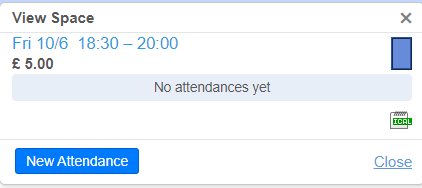 View Space ×
Fri 10/6 18:30 – 20:00
£ 5.00
No attendances yet
ICAL
New Attendance Close